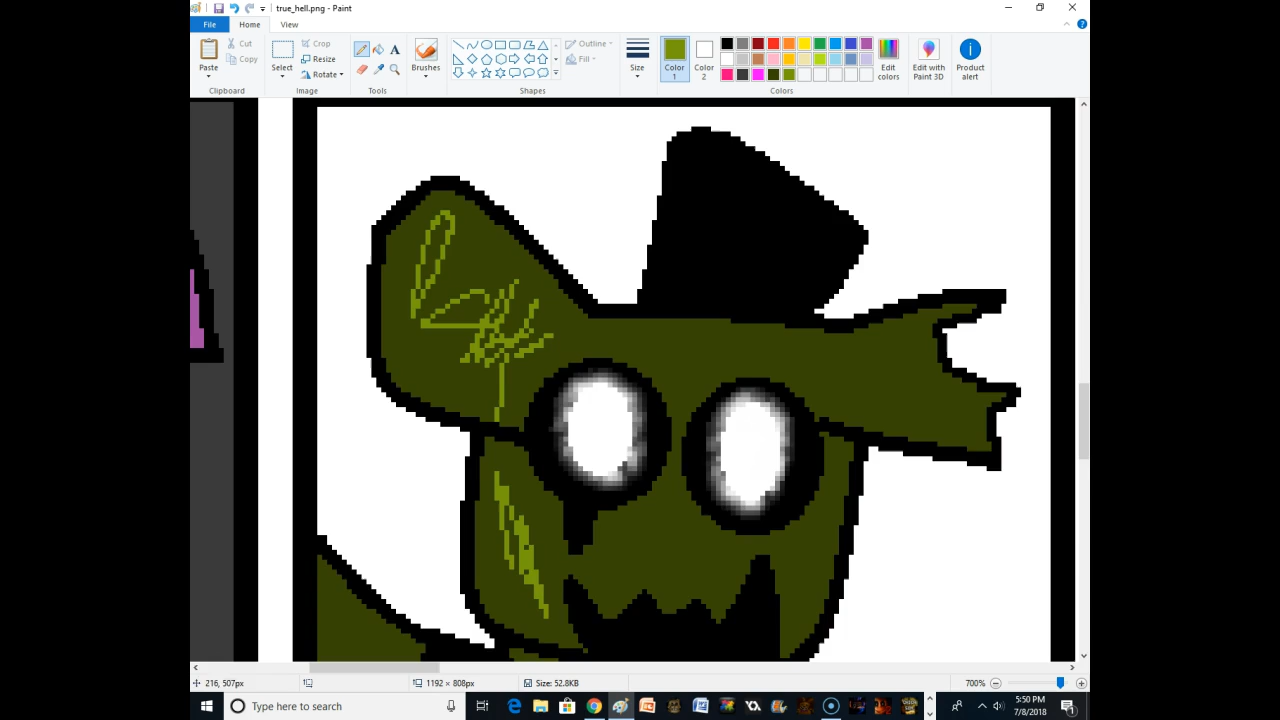 true_hell.png - Paint
File Home View
Paste
Cut
Copy
Clipboard
Select
Crop
Resize
Rotate
Image
Tools
A
Brushes
Shapes
Outline
Fill
Size
Color 1
Color 2
Colors
Edit colors
Edit with Paint 3D
Product alert
216, 507px
1192 × 808px
Size: 52.8KB
700%
Type here to search
5:50 PM
7/8/2018